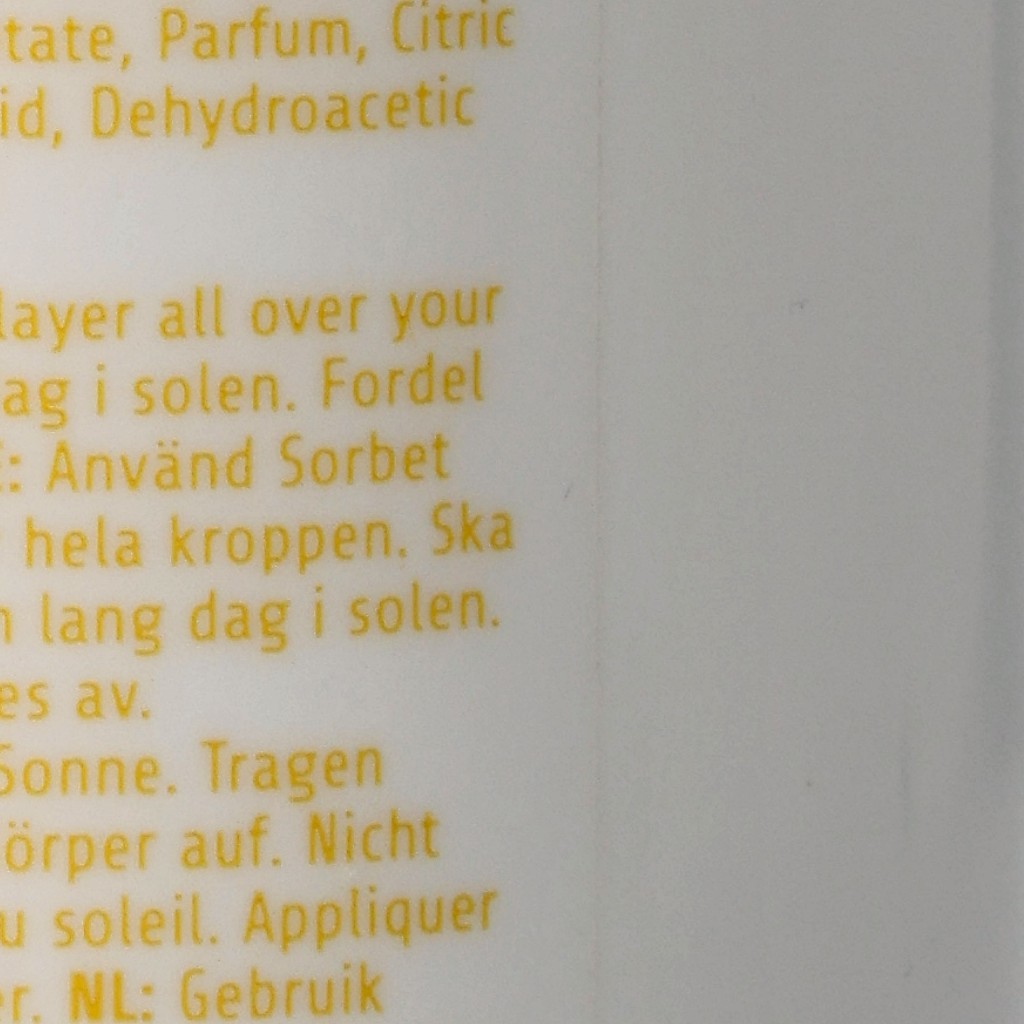 tate, Parfum, Citric
id, Dehydroacetic
layer all over your
ag i solen. Fordel
E: Använd Sorbet
hela kroppen. Ska
lang dag i solen.
es av.
Sonne. Tragen
örper auf. Nicht
u soleil. Appliquer
er. NL: Gebruik